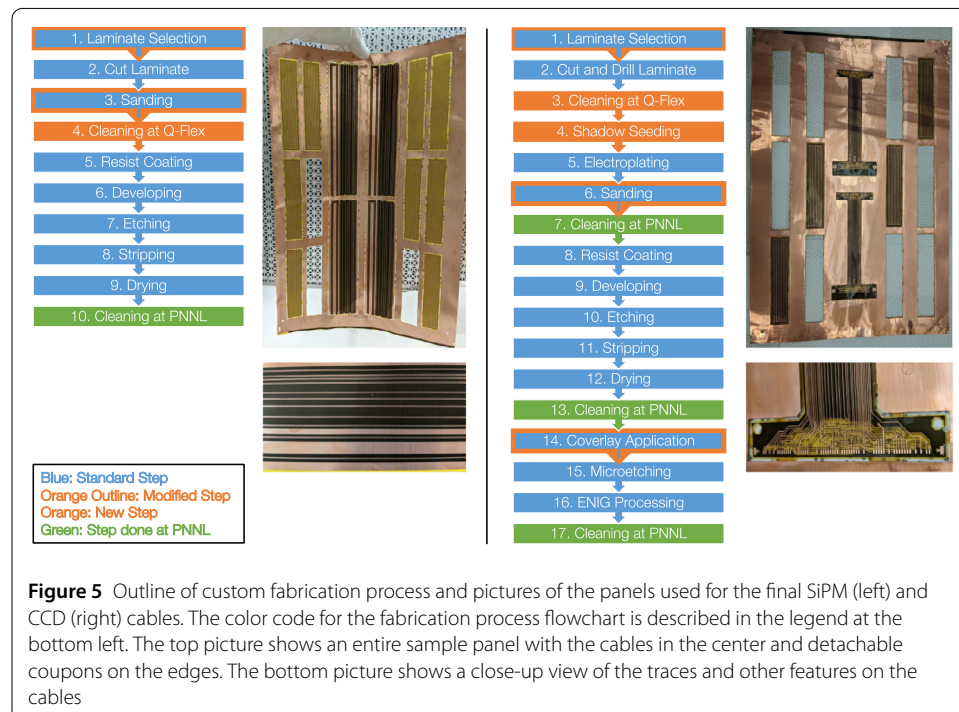 1. Laminate Selection
2. Cut Laminate
3. Sanding
4. Cleaning at Q-Flex
5. Resist Coating
6. Developing
7. Etching
8. Stripping
9. Drying
10. Cleaning at PNNL
Blue: Standard Step
Orange Outline: Modified Step
Orange: New Step
Green: Step done at PNNL
1. Laminate Selection
2. Cut and Drill Laminate
3. Cleaning at Q-Flex
4. Shadow Seeding
5. Electroplating
6. Sanding
7. Cleaning at PNNL
8. Resist Coating
9. Developing
10. Etching
11. Stripping
12. Drying
13. Cleaning at PNNL
14. Coverlay Application
15. Microetching
16. ENIG Processing
17. Cleaning at PNNL
Figure 5 Outline of custom fabrication process and pictures of the panels used for the final SiPM (left) and
CCD (right) cables. The color code for the fabrication process flowchart is described in the legend at the
bottom left. The top picture shows an entire sample panel with the cables in the center and detachable
coupons on the edges. The bottom picture shows a close-up view of the traces and other features on the
cables